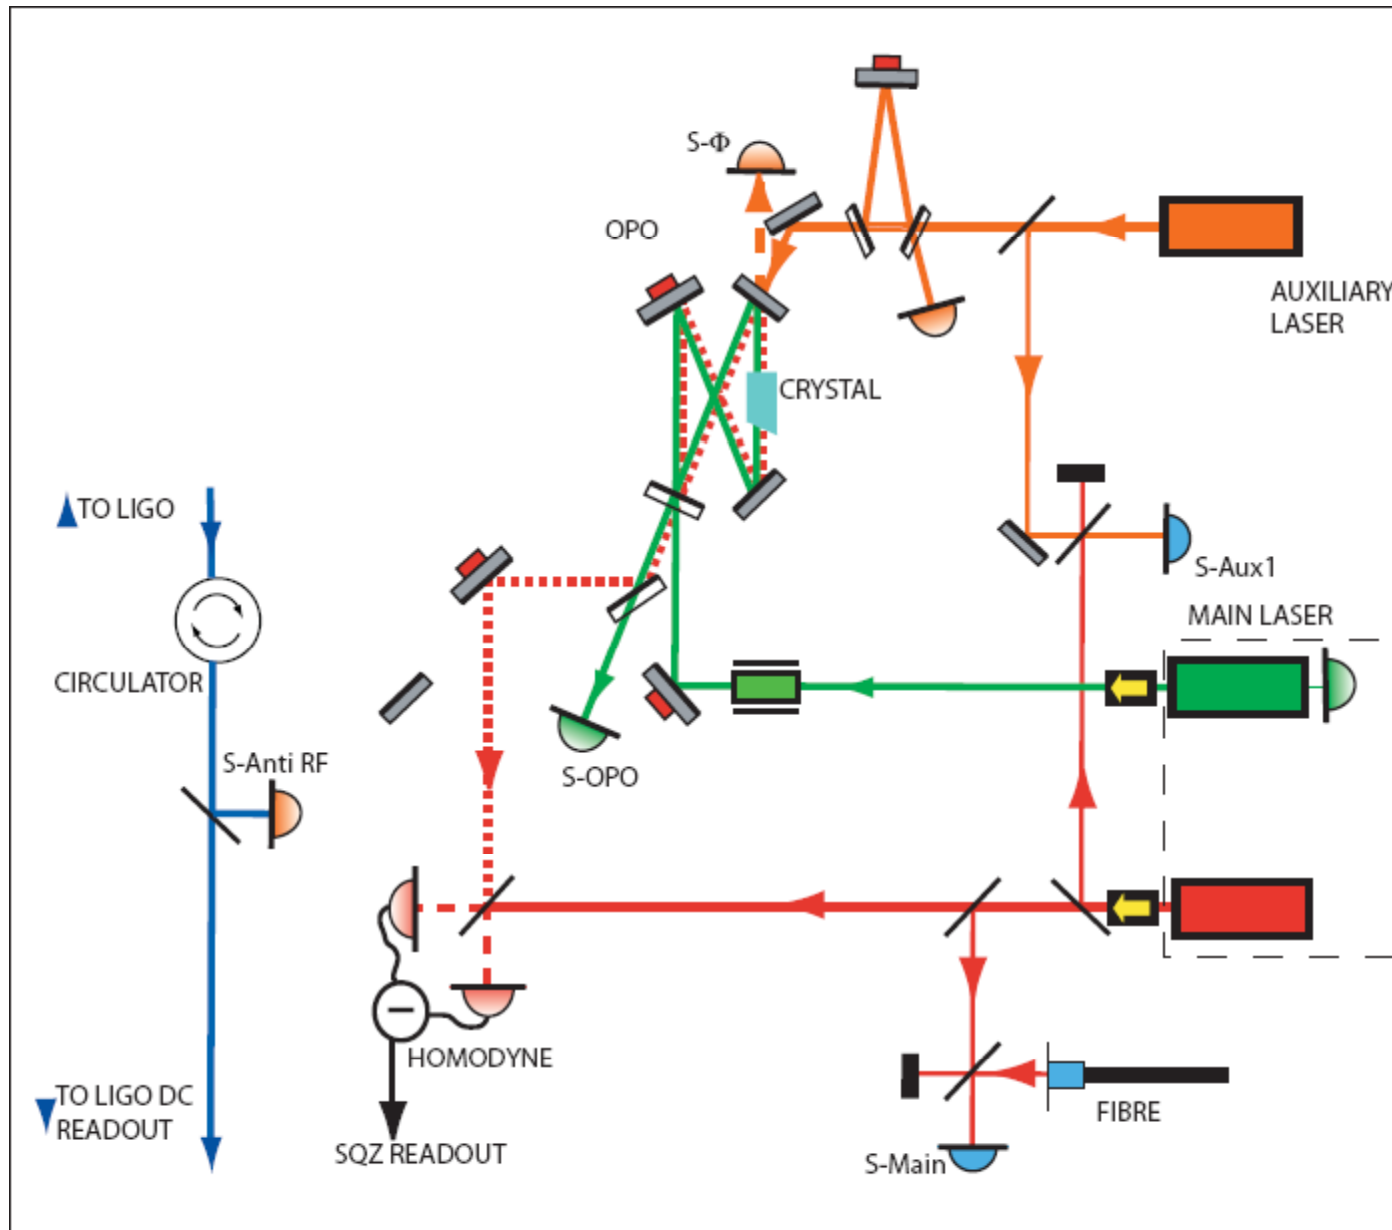 S-Φ
OPO
AUXILIARY
LASER
CRYSTAL
TO LIGO
S-Aux1
MAIN LASER
CIRCULATOR
S-Anti RF
S-OPO
HOMODYNE
TO LIGO DC
READOUT
FIBRE
SQZ READOUT
S-Main